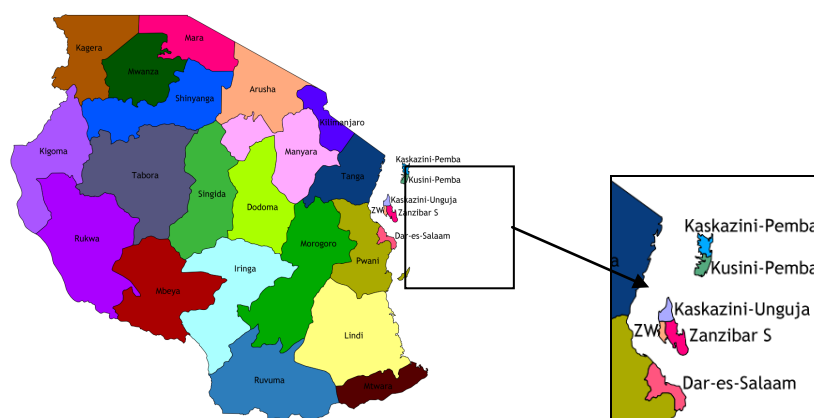 Mara
Kagera
Mwanza
Arusha
Shinyanga
Kilimanjaro
Manyara
Kigoma
Kaskazini-Pemba
Tabora
Tanga
Kusini-Pemba
Singida
Dodoma
Kaskazini-Unguja
ZW
Zanzibar S
Rukwa
Dar-es-Salaam
Morogoro
Pwani
Iringa
Mbeya
Lindi
Ruvuma
Mtwara
a
Kaskazini-Pemba
Kusini-Pemba
Kaskazini-Unguja
ZW
Zanzibar S
Dar-es-Salaam